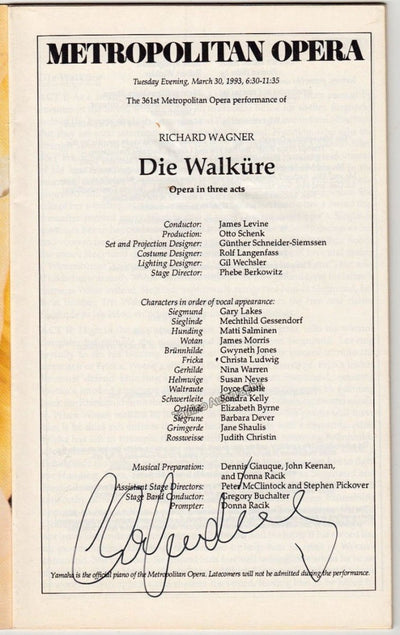 METROPOLITAN OPERA
Tuesday Evening, March 30, 1993, 6:30-11:35
The 361st Metropolitan Opera performance of
RICHARD WAGNER
Die Walküre
Opera in three acts
Conductor: James Levine
Production: Otto Schenk
Set and Projection Designer: Günther Schneider-Siemssen
Costume Designer: Rolf Langenfass
Lighting Designer: Gil Wechsler
Stage Director: Phebe Berkowitz
Characters in order of vocal appearance:
Siegmund Gary Lakes
Sieglinde Mechthild Gessendorf
Hunding Matti Salminen
Wotan James Morris
Brünnhilde Gwyneth Jones
Fricka Christa Ludwig
Gerhilde Nina Warren
Helmwige Susan Neves
Waltraute Joyce Castle
Schwertleite Sondra Kelly
Ortlinde Elizabeth Byrne
Siegrune Barbara Dever
Grimgerde Jane Shaulis
Rossweisse Judith Christin
Musical Preparation: Dennis Giauque, John Keenan,
and Donna Racik
Assistant Stage Directors: Peter McClintock and Stephen Pickover
Stage Band Conductor: Gregory Buchalter
Prompter: Donna Racik
Yamaha is the official piano of the Metropolitan Opera. Latecomers will not be admitted during the performance.